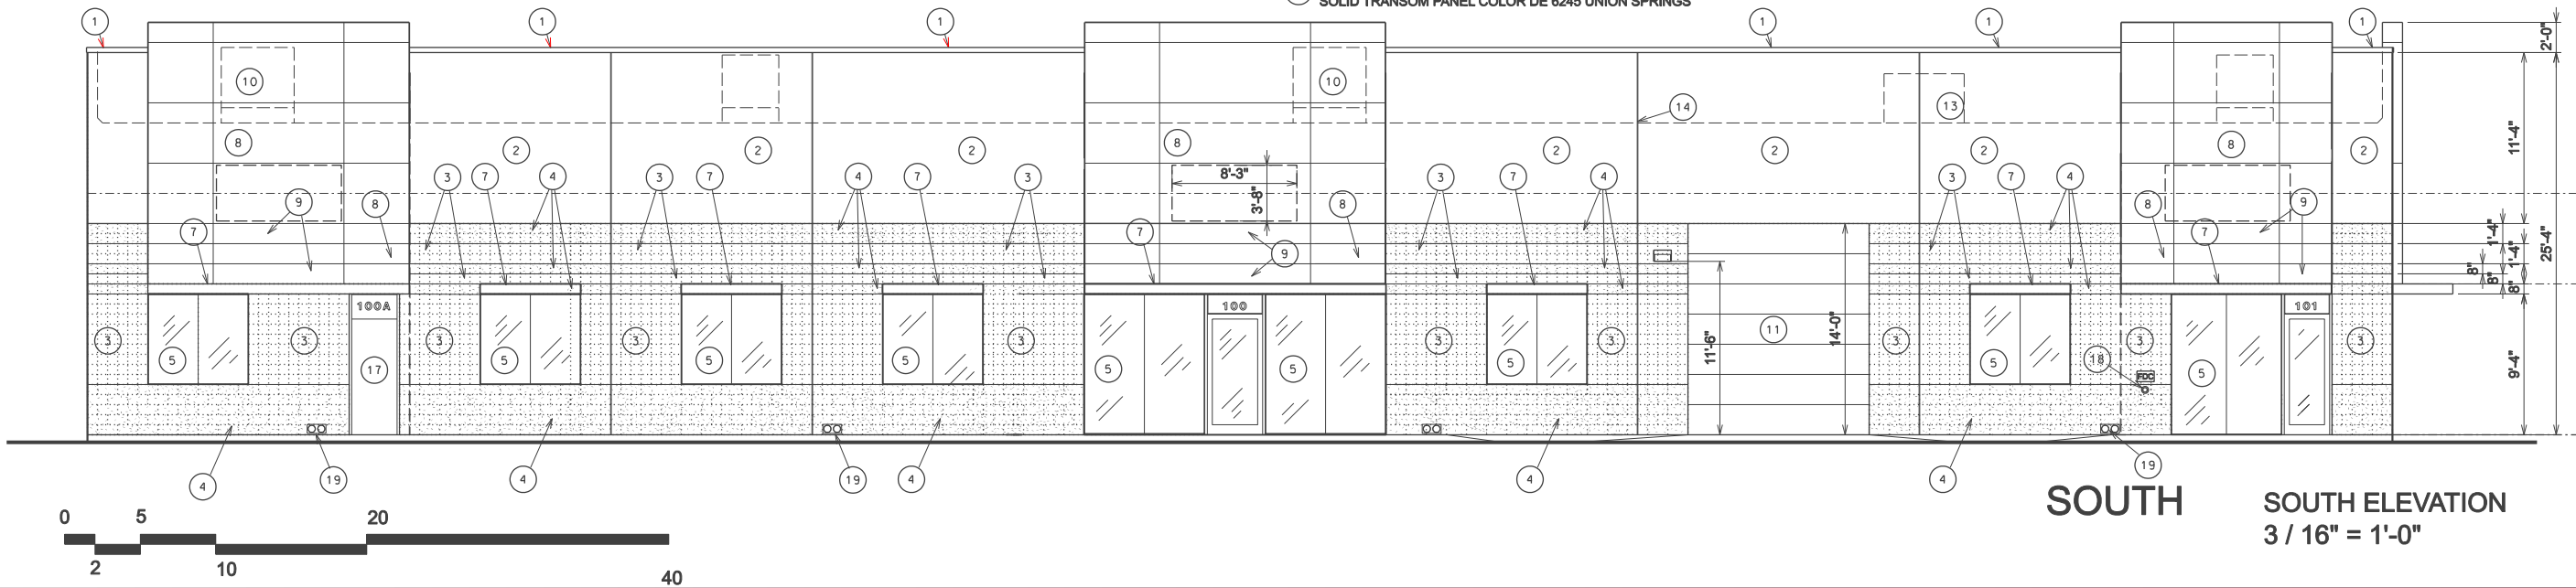 SOLID TRANSOM PANEL COLOR DE 6245 UNION SPRINGS
1 1 1 1 1 1
2'-0"
10 10 13 14
8 2 2 2 8 2 2 2 8 2
11'-4"
3 7 4 3 7 4 7 3 8'-3" 3 7 4 3 7 4
3'-8"
9 8 8 8 9
7 7 9 7
1'-4"
1'-4"
8"
8"
8"
25'-4"
100A 100 101
3 5 3 17 3 5 3 5 5 3 5 5 3 5 3 11'-6" 11 14'-0" 3 5 18 3 5 3
FDC
9'-4"
4 19 4 19 4 4 4 19
SOUTH
SOUTH ELEVATION
3 / 16" = 1'-0"
0 5 20
2 10 40